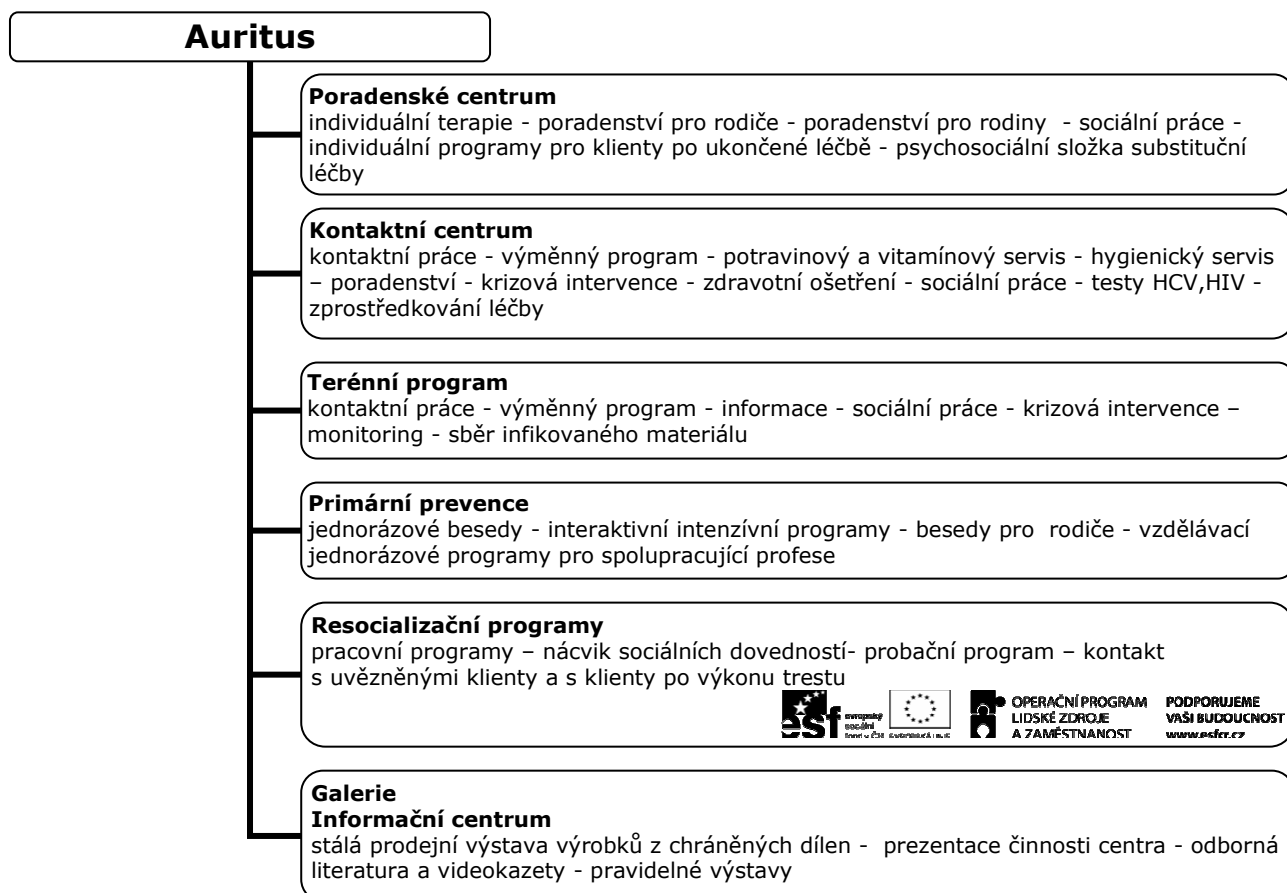 Auritus
Poradenské centrum
individuální terapie - poradenství pro rodiče - poradenství pro rodiny - sociální práce -
individuální programy pro klienty po ukončené léčbě - psychosociální složka substituční
léčby
Kontaktní centrum
kontaktní práce - výměnný program - potravinový a vitamínový servis - hygienický servis
– poradenství - krizová intervence - zdravotní ošetření - sociální práce - testy HCV,HIV -
zprostředkování léčby
Terénní program
kontaktní práce - výměnný program - informace - sociální práce - krizová intervence –
monitoring - sběr infikovaného materiálu
Primární prevence
jednorázové besedy - interaktivní intenzívní programy - besedy pro rodiče - vzdělávací
jednorázové programy pro spolupracující profese
Resocializační programy
pracovní programy – nácvik sociálních dovedností- probační program – kontakt
s uvězněnými klienty a s klienty po výkonu trestu
esf evropský
sociální
fond v ČR EVROPSKÁ UNIE
OPERAČNÍ PROGRAM
LIDSKÉ ZDROJE
A ZAMĚSTNANOST
PODPORUJEME
VAŠI BUDOUCNOST
www.esfcr.cz
Galerie
Informační centrum
stálá prodejní výstava výrobků z chráněných dílen - prezentace činnosti centra - odborná
literatura a videokazety - pravidelné výstavy